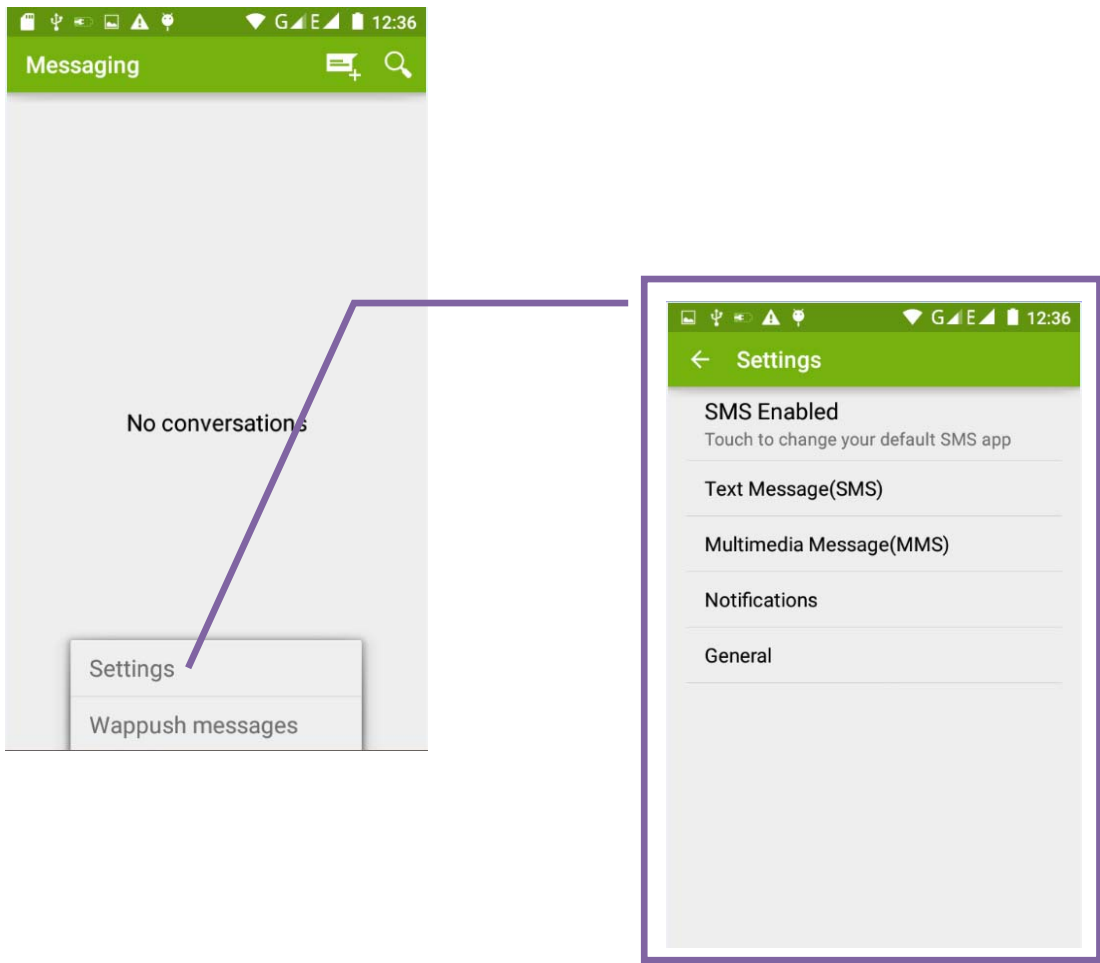 G E 12:36
Messaging
No conversations
Settings
Wappush messages
G E 12:36
Settings
SMS Enabled
Touch to change your default SMS app
Text Message(SMS)
Multimedia Message(MMS)
Notifications
General